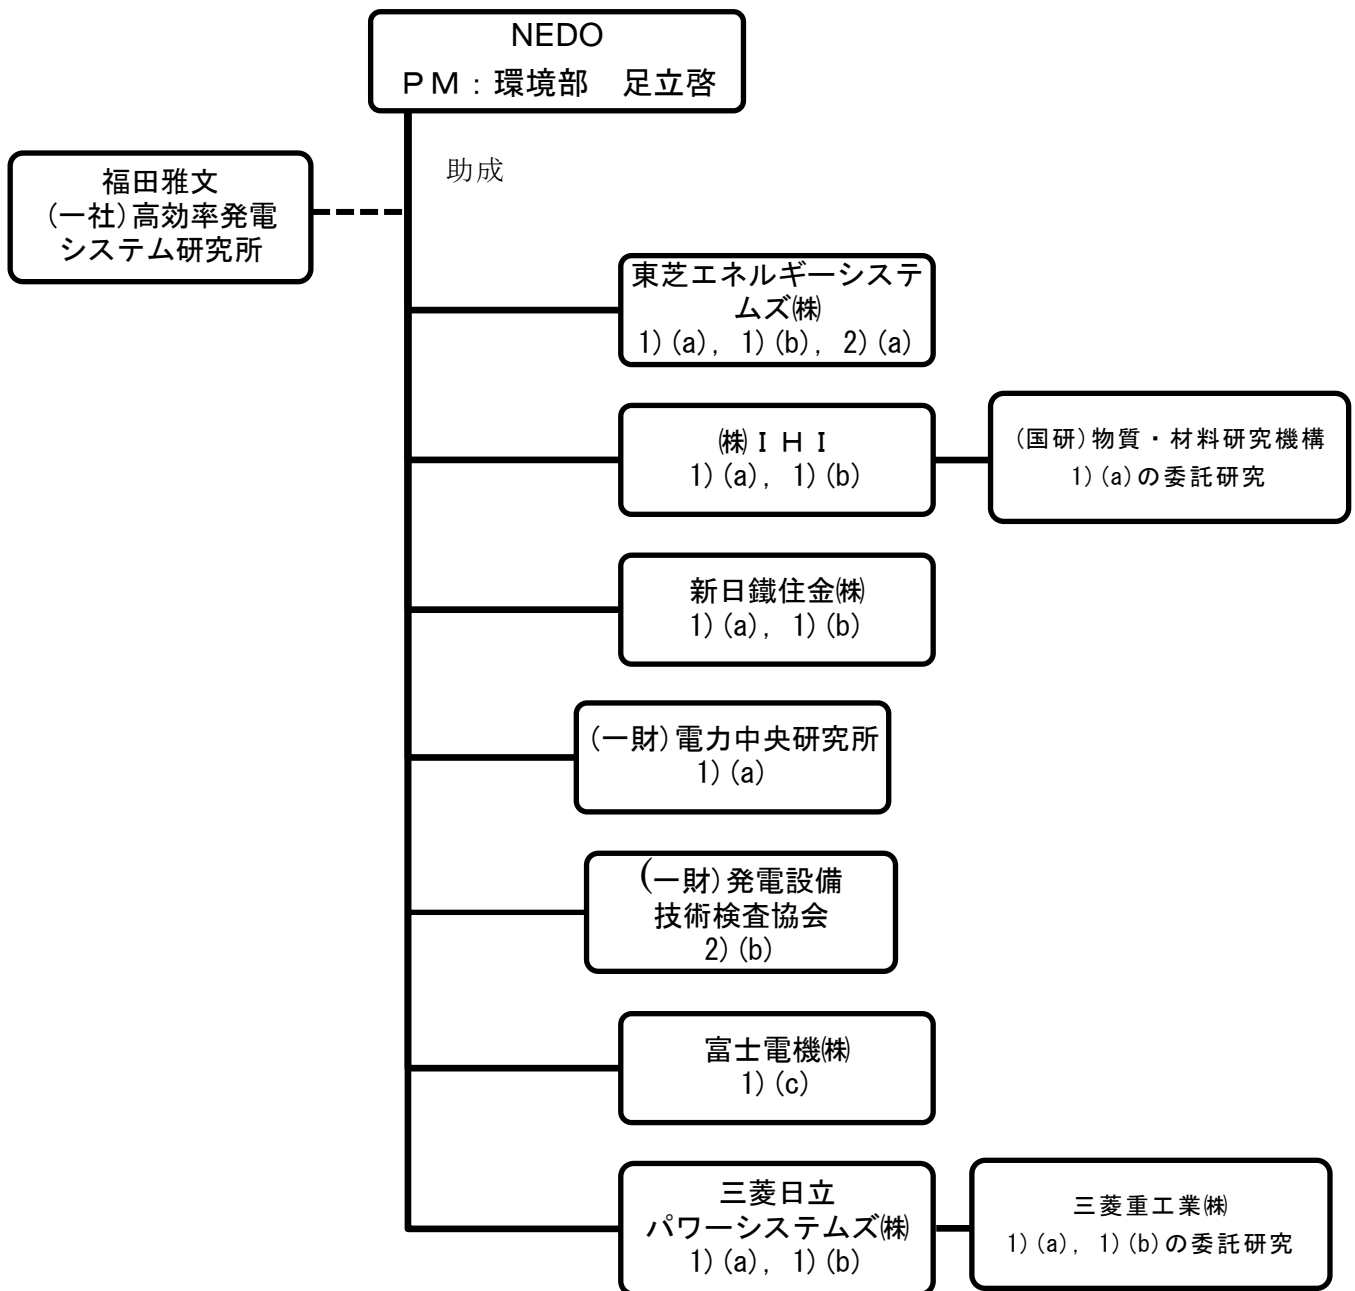 NEDO
ＰＭ：環境部　足立啓
助成
福田雅文
(一社)高効率発電
システム研究所
東芝エネルギーシステ
ムズ㈱
1)(a), 1)(b), 2)(a)
㈱ＩＨＩ
1)(a), 1)(b)
(国研)物質・材料研究機構
1)(a)の委託研究
新日鐵住金㈱
1)(a), 1)(b)
(一財)電力中央研究所
1)(a)
(一財)発電設備
技術検査協会
2)(b)
富士電機㈱
1)(c)
三菱日立
パワーシステムズ㈱
1)(a), 1)(b)
三菱重工業㈱
1)(a), 1)(b)の委託研究